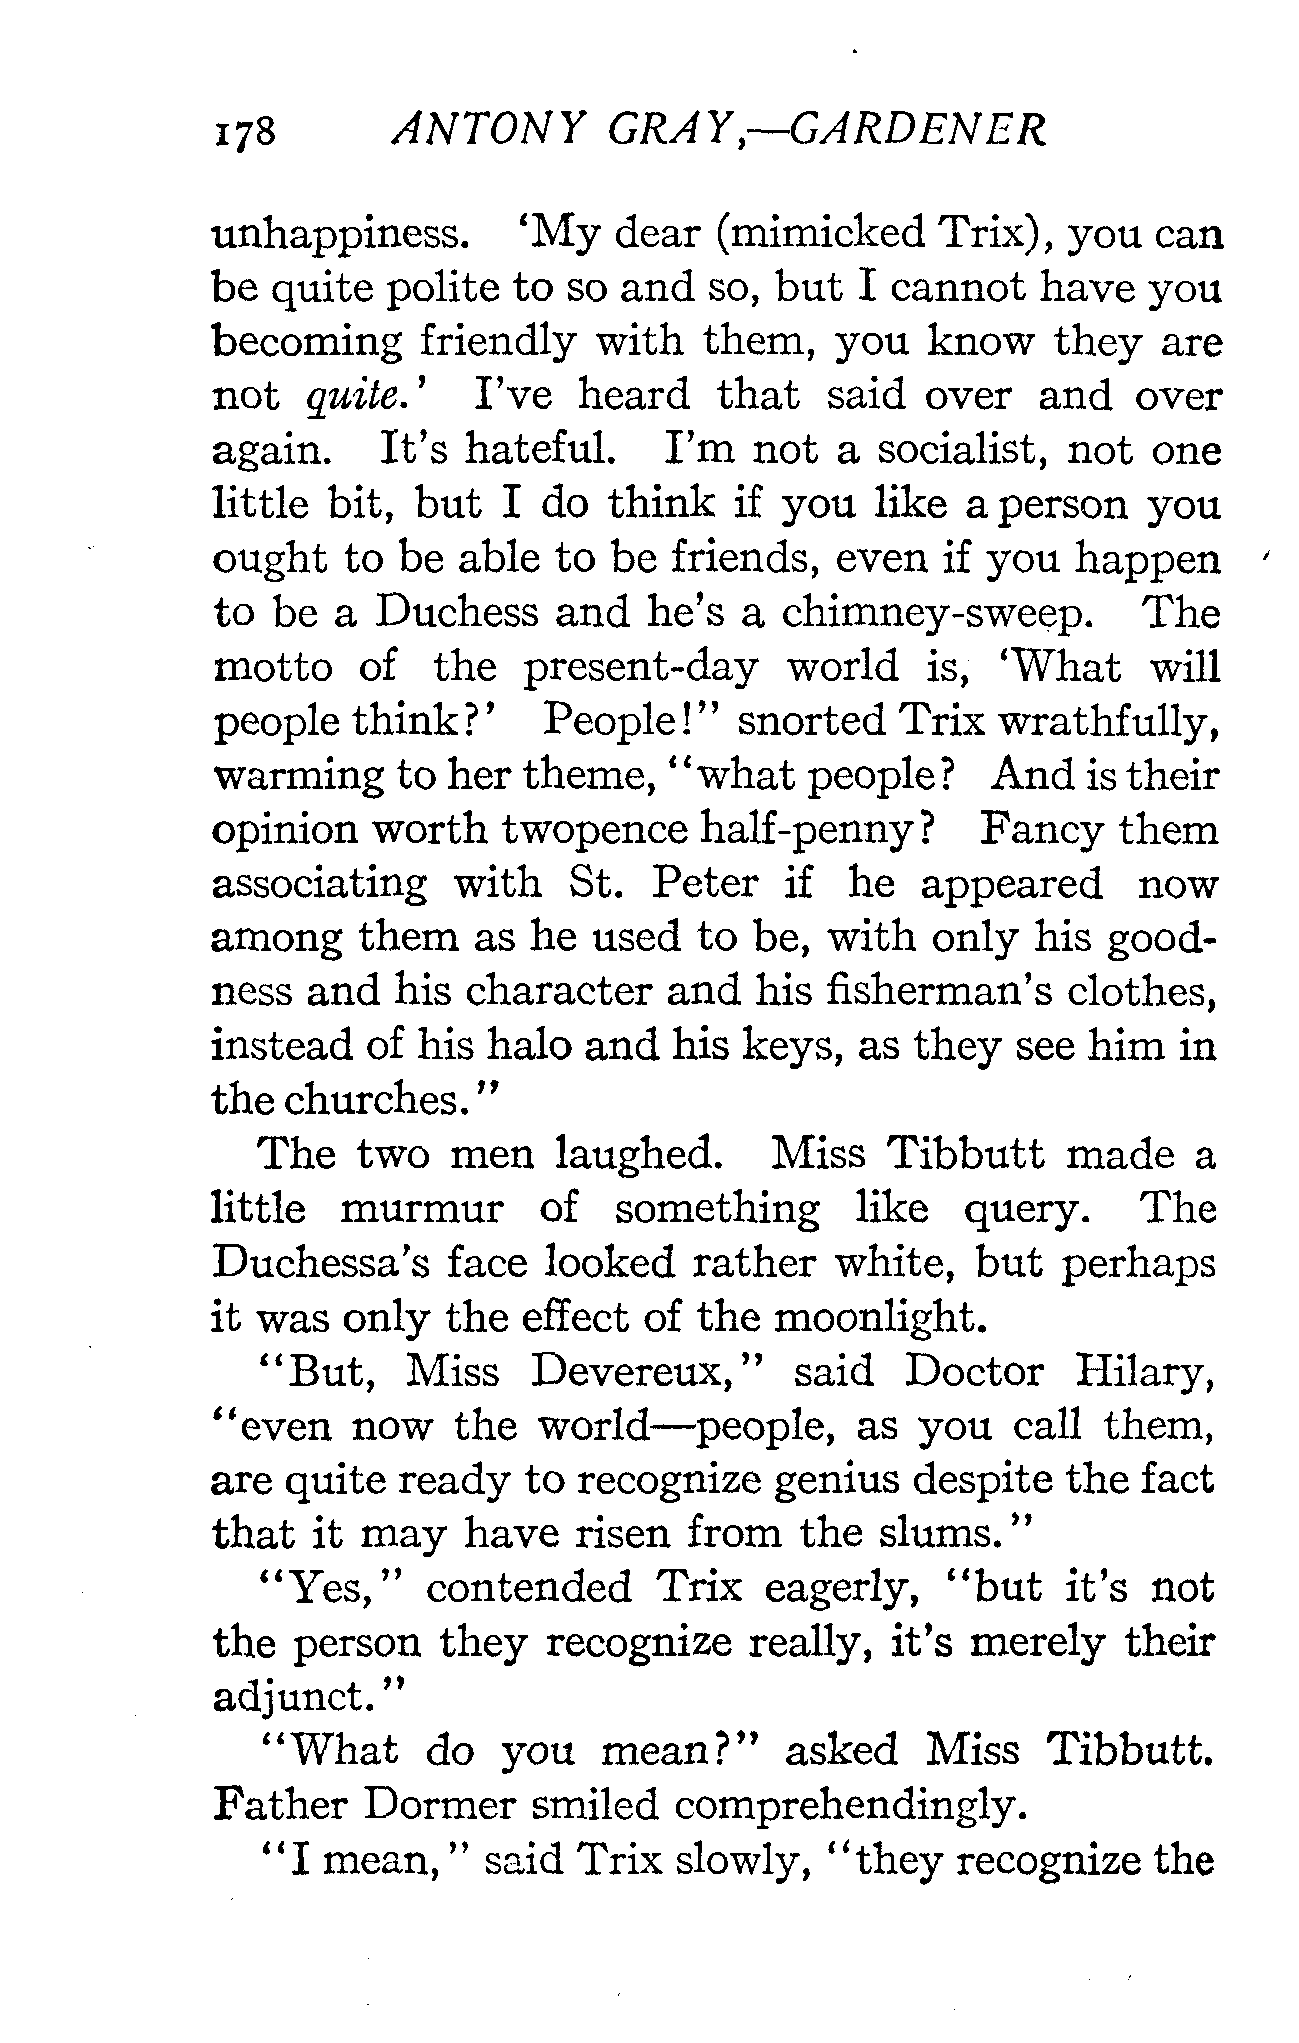 178 ANTONY GRAY,—GARDENER
unhappiness. 'My dear (mimicked Trix), you can
be quite polite to so and so, but I cannot have you
becoming friendly with them, you know they are
not quite.' I've heard that said over and over
again. It's hateful. I'm not a socialist, not one
little bit, but I do think if you like a person you
ought to be able to be friends, even if you happen
to be a Duchess and he's a chimney-sweep. The
motto of the present-day world is, 'What will
people think?' People!" snorted Trix wrathfully,
warming to her theme, "what people? And is their
opinion worth twopence half-penny? Fancy them
associating with St. Peter if he appeared now
among them as he used to be, with only his good-
ness and his character and his fisherman's clothes,
instead of his halo and his keys, as they see him in
the churches."
The two men laughed. Miss Tibbutt made a
little murmur of something like query. The
Duchessa's face looked rather white, but perhaps
it was only the effect of the moonlight.
"But, Miss Devereux," said Doctor Hilary,
"even now the world—people, as you call them,
are quite ready to recognize genius despite the fact
that it may have risen from the slums."
"Yes," contended Trix eagerly, "but it's not
the person they recognize really, it's merely their
adjunct."
"What do you mean?" asked Miss Tibbutt.
Father Dormer smiled comprehendingly.
"I mean," said Trix slowly, "they recognize the